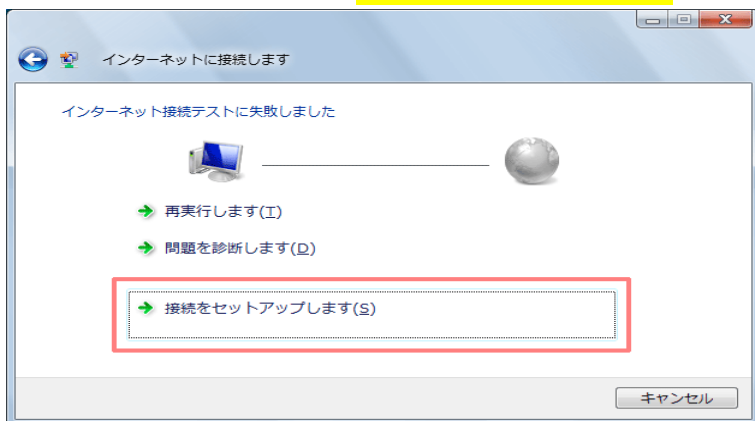 インターネットに接続します
インターネット接続テストに失敗しました
再実行します(T)
問題を診断します(D)
接続をセットアップします(S)
キャンセル